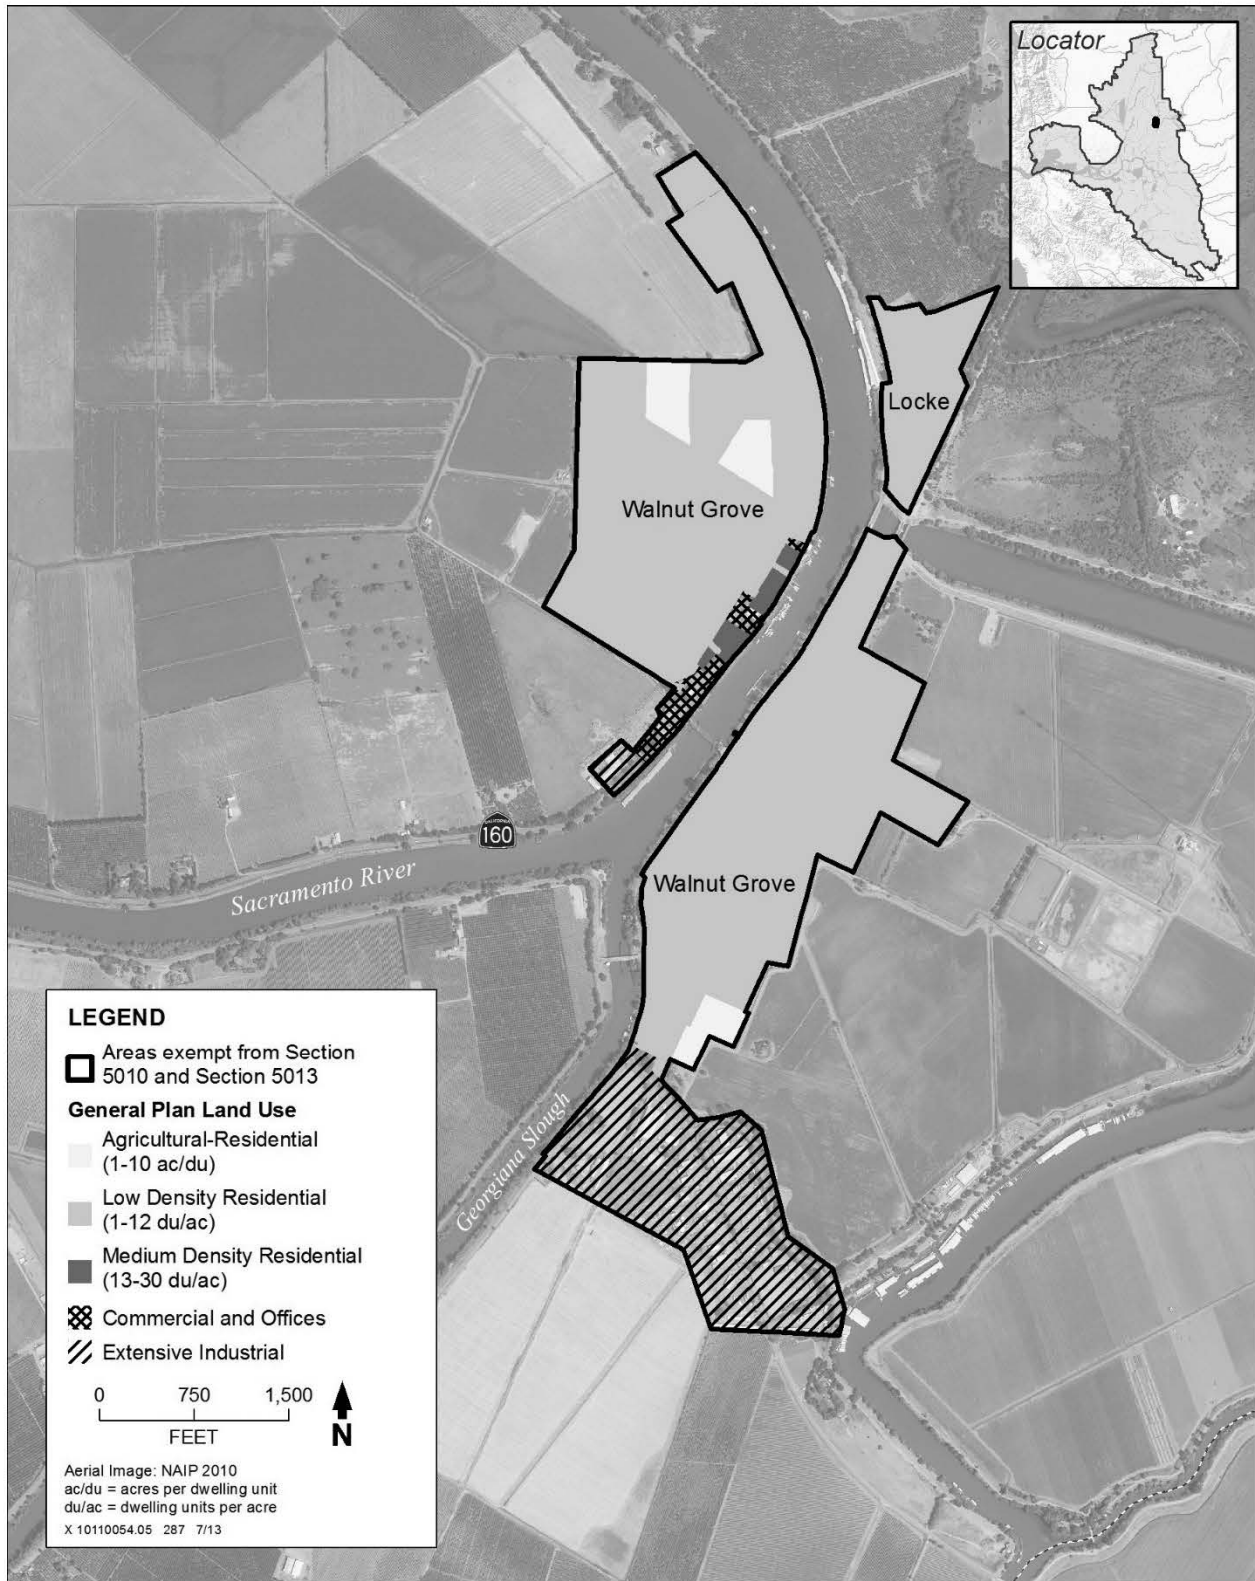 Locator
Locke
Walnut Grove
CALIFORNIA
160
Sacramento River
Walnut Grove
Georgiana Slough
LEGEND
Areas exempt from Section
5010 and Section 5013
General Plan Land Use
Agricultural-Residential
(1-10 ac/du)
Low Density Residential
(1-12 du/ac)
Medium Density Residential
(13-30 du/ac)
Commercial and Offices
Extensive Industrial
0 750 1,500
FEET
N
Aerial Image: NAIP 2010
ac/du = acres per dwelling unit
du/ac = dwelling units per acre
X 10110054.05 287 7/13